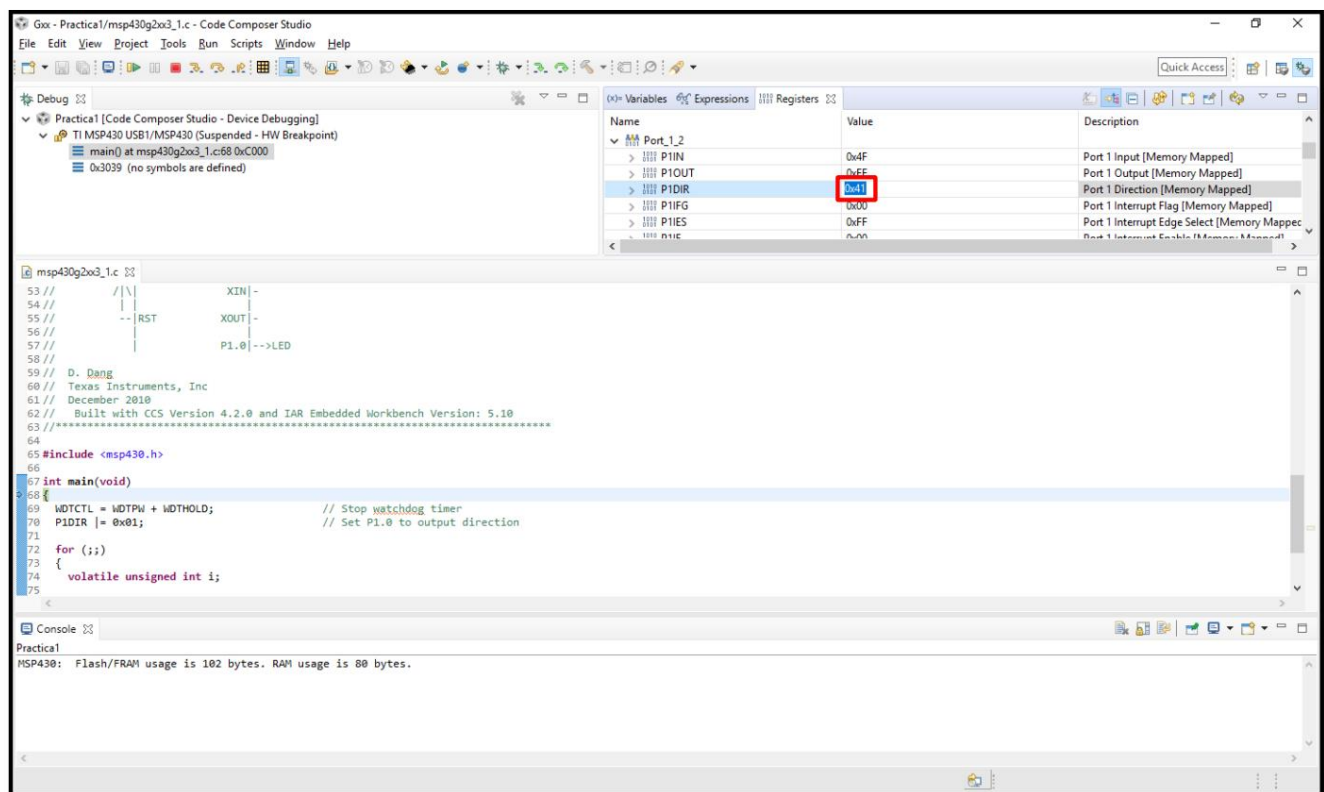 Gxx - Practica1/msp430g2xx3_1.c - Code Composer Studio
File Edit View Project Tools Run Scripts Window Help
Quick Access
Debug
Practica1 [Code Composer Studio - Device Debugging]
TI MSP430 USB1/MSP430 (Suspended - HW Breakpoint)
main() at msp430g2xx3_1.c:68 0xC000
0x3039 (no symbols are defined)
(x)= Variables Expressions Registers
Name Value Description
Port_1_2
P1IN 0x4F Port 1 Input [Memory Mapped]
P1OUT 0xFF Port 1 Output [Memory Mapped]
P1DIR 0x41 Port 1 Direction [Memory Mapped]
P1IFG 0x00 Port 1 Interrupt Flag [Memory Mapped]
P1IES 0xFF Port 1 Interrupt Edge Select [Memory Mappec
P1IE 0x00 Port 1 Interrupt Enable [Memory Mapped]
msp430g2xx3_1.c
53 // /|\| XIN|-
54 // | | |
55 // --|RST XOUT|-
56 // | |
57 // | P1.0|-->LED
58 //
59 // D. Dang
60 // Texas Instruments, Inc
61 // December 2010
62 // Built with CCS Version 4.2.0 and IAR Embedded Workbench Version: 5.10
63 //******************************************************************************
64
65 #include <msp430.h>
66
67 int main(void)
68 {
69 WDTCTL = WDTPW + WDTHOLD; // Stop watchdog timer
70 P1DIR |= 0x01; // Set P1.0 to output direction
71
72 for (;;)
73 {
74 volatile unsigned int i;
75
Console
Practica1
MSP430: Flash/FRAM usage is 102 bytes. RAM usage is 80 bytes.